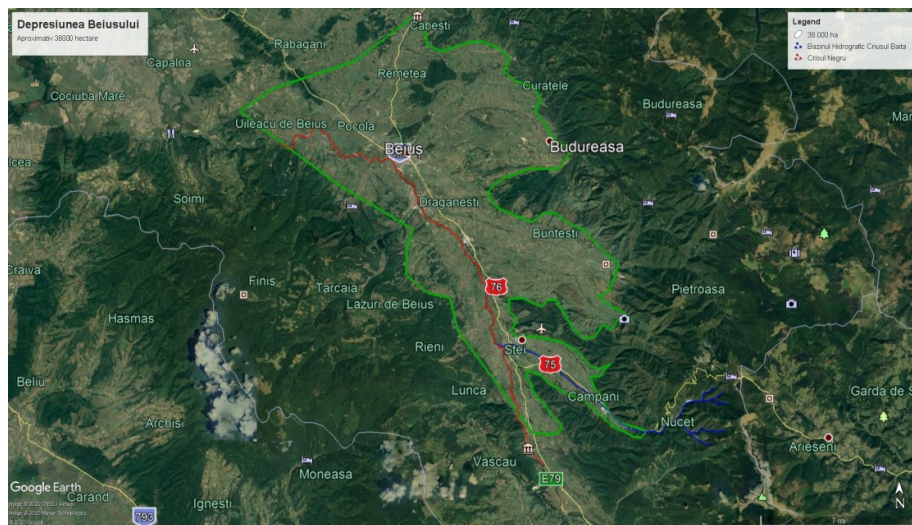 Depresiunea Beiusului
Aproximativ 38000 hectare
Legend
38.000 ha
Bazinul Hidrografic Criusul Baita
Crisul Negru
Cabesti
Rabagani
Capalna
Remetea
Curatele
Cociuba Mare
Budureasa
Uileacu de Beius
Pocola
Beius
Budureasa
Soimi
Draganesti
Buntesti
Craiva
Finis
Tarcaia
76
Pietroasa
Lazuri de Beius
Hasmas
Rieni
Stei
75
Beliu
Lunca
Campani
Garda de S
Archis
Nucet
Arieseni
Vascau
Moneasa
E79
Google Earth
Carand
Ignesti
793
N